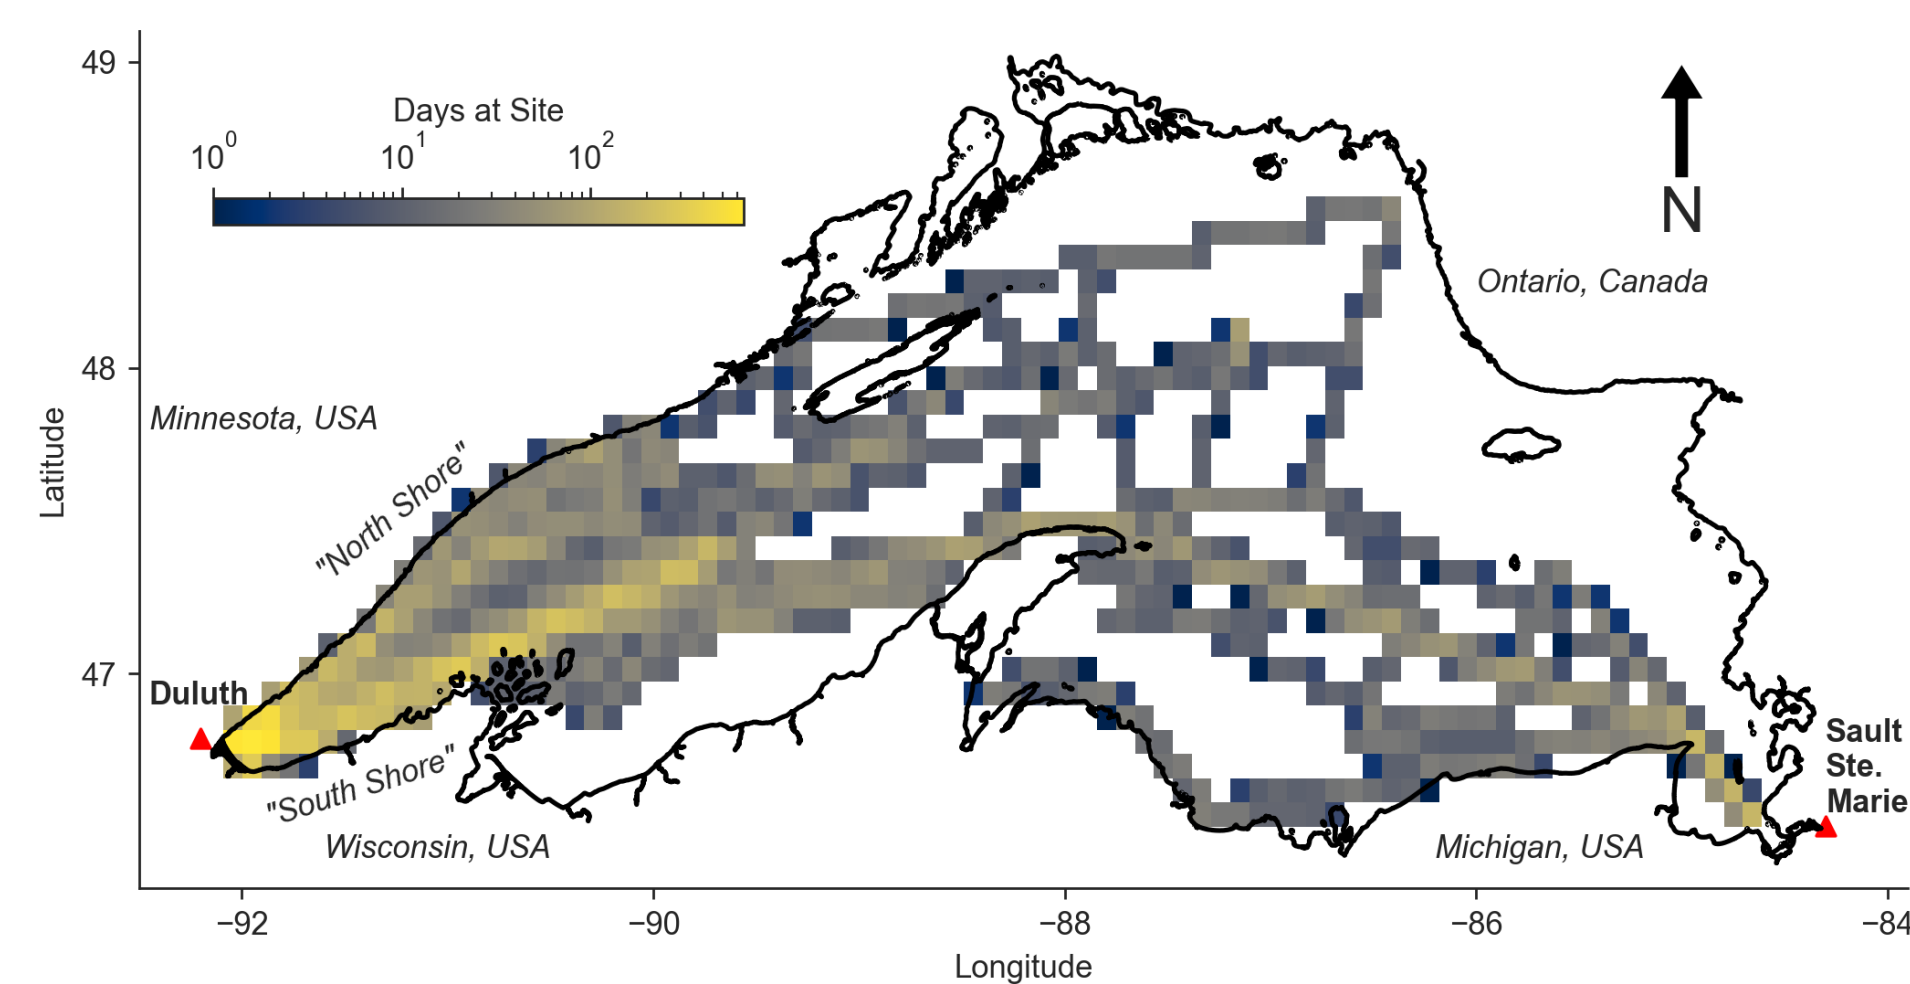 49
Days at Site
10^0 10^1 10^2
N
Ontario, Canada
48
Minnesota, USA
"North Shore"
Latitude
47
Duluth
Sault
Ste.
Marie
"South Shore"
Wisconsin, USA
Michigan, USA
−92 −90 −88 −86 −84
Longitude